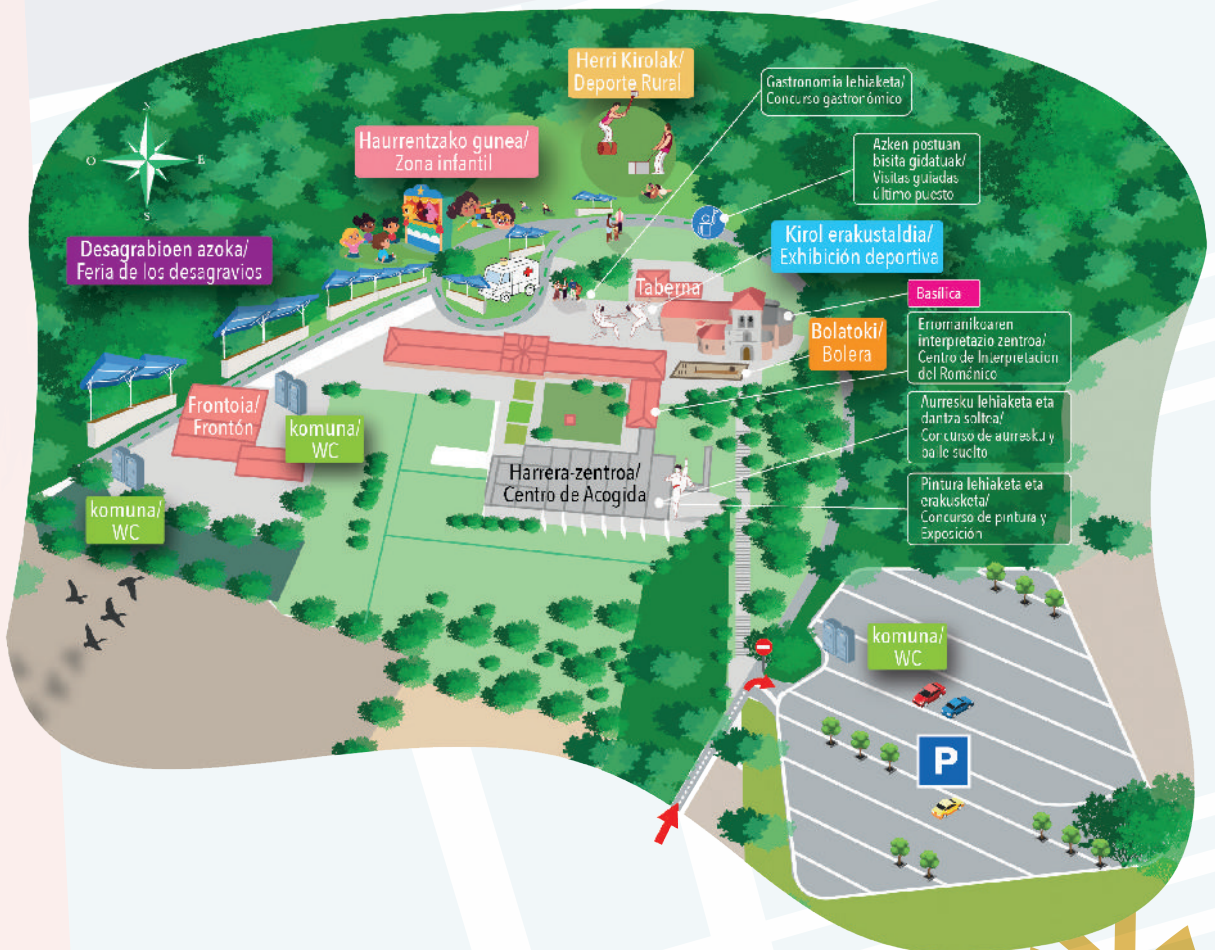 Herri Kirolak/
Deporte Rural
Gastronomia lehiaketa/
Concurso gastronómico
Haurrentzako gunea/
Zona infantil
Azken postuan
bisita gidatuak/
Visitas guiadas
último puesto
N
O
E
S
Desagrabioen azoka/
Feria de los desagravios
Kirol erakustaldia/
Exhibición deportiva
Taberna
Basílica
Bolatoki/
Bolera
Erromanikoaren
interpretazio zentroa/
Centro de Interpretacion
del Románico
Frontoia/
Frontón
komuna/
WC
Aurresku lehiaketa eta
dantza soltea/
Concurso de aurresku y
baile suelto
Harrera-zentroa/
Centro de Acogida
Pintura lehiaketa eta
erakusketa/
Concurso de pintura y
Exposición
komuna/
WC
komuna/
WC
P